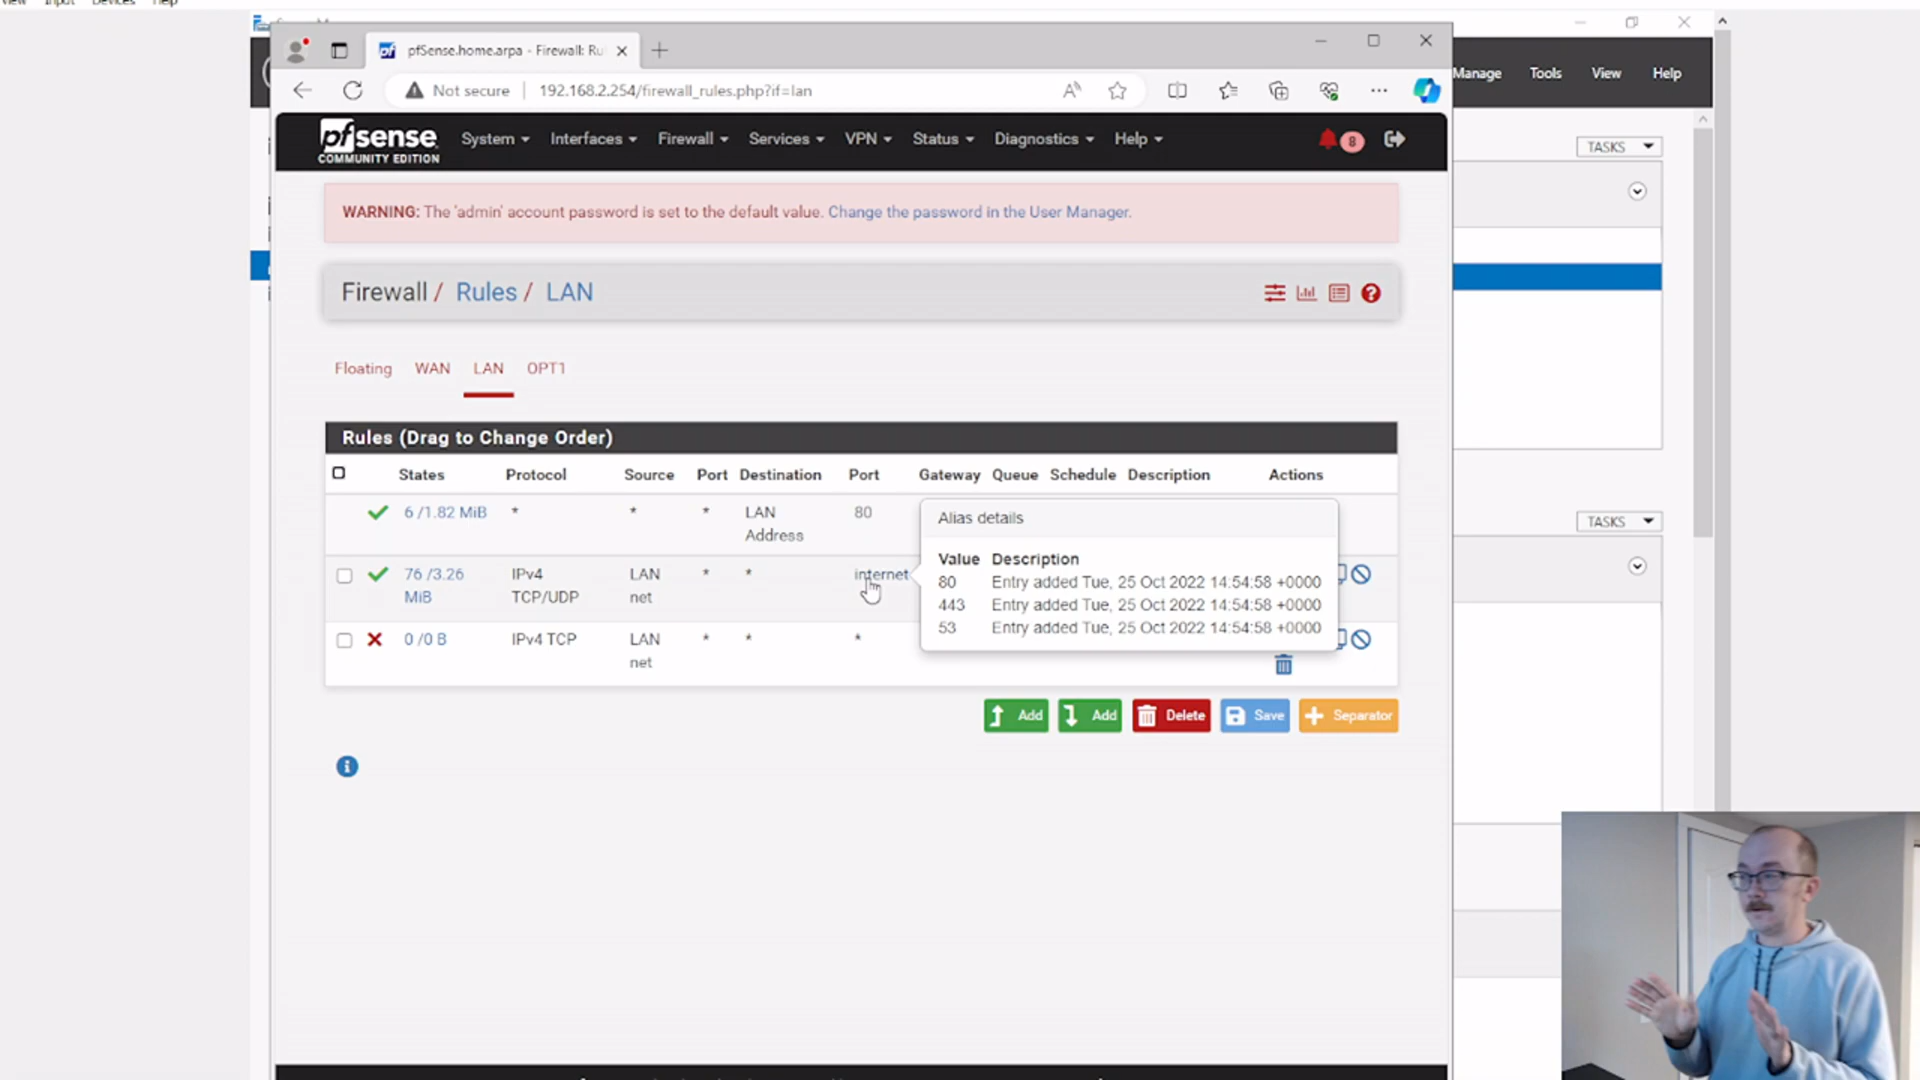 View Input Devices Help
pfSense.home.arpa - Firewall: Ru
Not secure 192.168.2.254/firewall_rules.php?if=lan
Manage Tools View Help
pfsense
COMMUNITY EDITION
System Interfaces Firewall Services VPN Status Diagnostics Help 8
TASKS
WARNING: The 'admin' account password is set to the default value. Change the password in the User Manager.
Firewall / Rules / LAN
Floating WAN LAN OPT1
Rules (Drag to Change Order)
States Protocol Source Port Destination Port Gateway Queue Schedule Description Actions
6 /1.82 MiB * * * LAN Address 80
76 /3.26 MiB IPv4 TCP/UDP LAN net * * internet
0 /0 B IPv4 TCP LAN net * * *
Alias details
Value Description
80 Entry added Tue, 25 Oct 2022 14:54:58 +0000
443 Entry added Tue, 25 Oct 2022 14:54:58 +0000
53 Entry added Tue, 25 Oct 2022 14:54:58 +0000
TASKS
Add Add Delete Save Separator